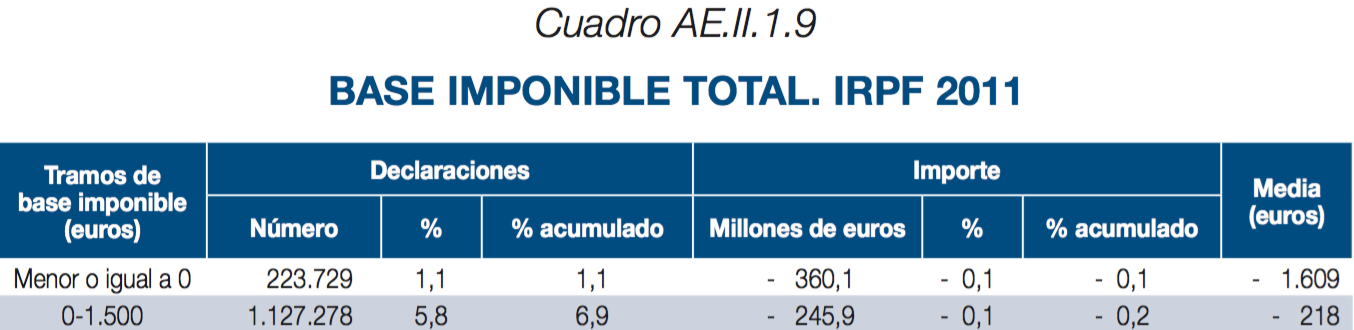 Cuadro AE.II.1.9
BASE IMPONIBLE TOTAL. IRPF 2011
Tramos de base imponible (euros) Declaraciones Importe Media (euros)
Número % % acumulado Millones de euros % % acumulado
Menor o igual a 0 223.729 1,1 1,1 - 360,1 - 0,1 - 0,1 - 1.609
0-1.500 1.127.278 5,8 6,9 - 245,9 - 0,1 - 0,2 - 218